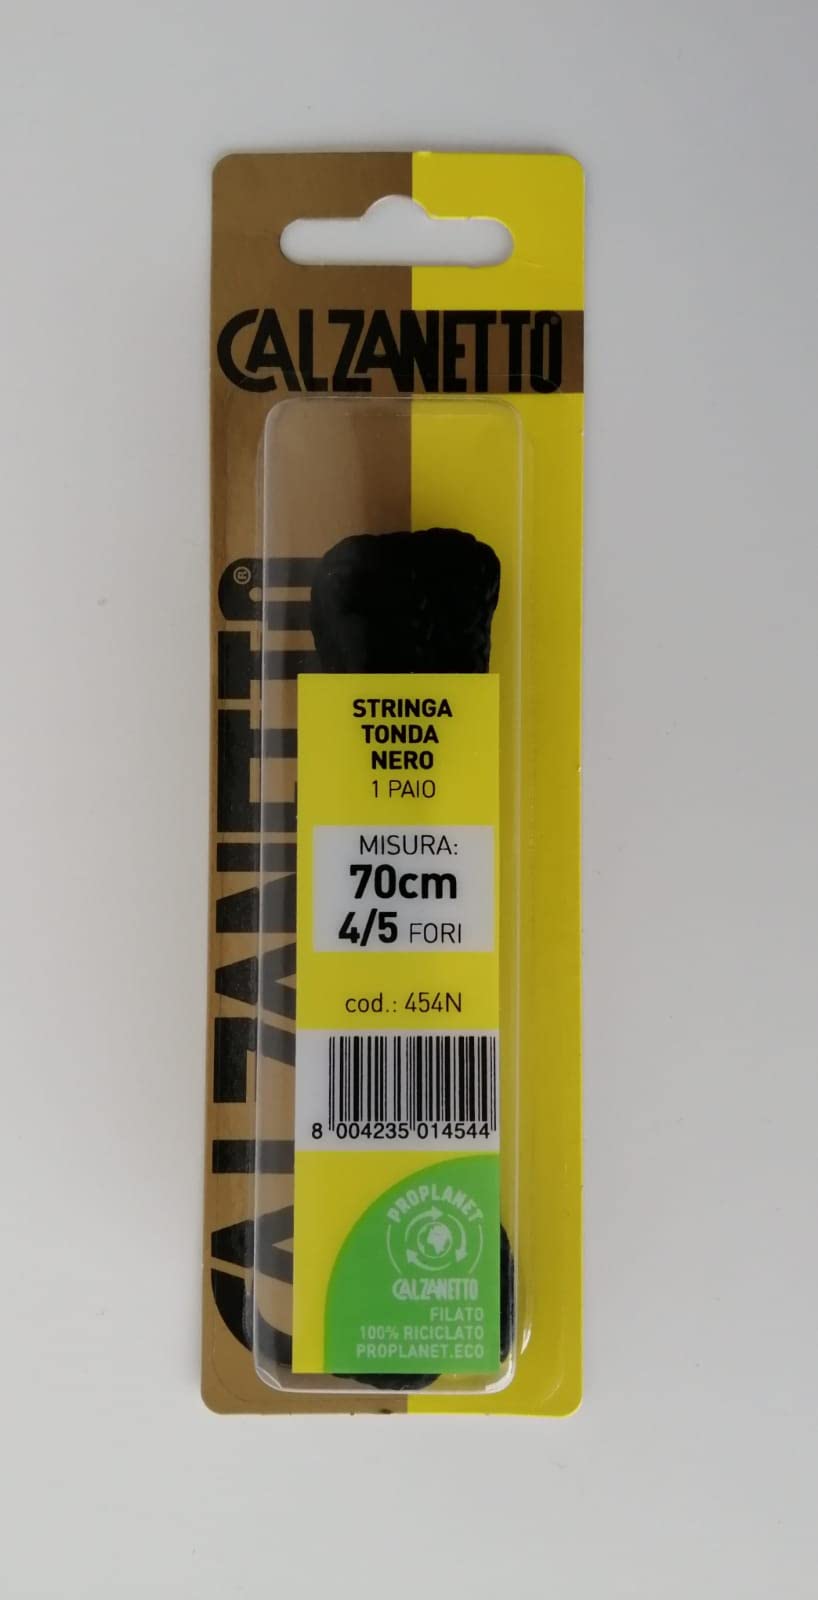 CALZANETTO®
CALZANETTO®
STRINGA
TONDA
NERO
1 PAIO
MISURA:
70cm
4/5 FORI
cod.: 454N
8 004235 014544
PROPLANET
CALZANETTO
FILATO
100% RICICLATO
PROPLANET.ECO